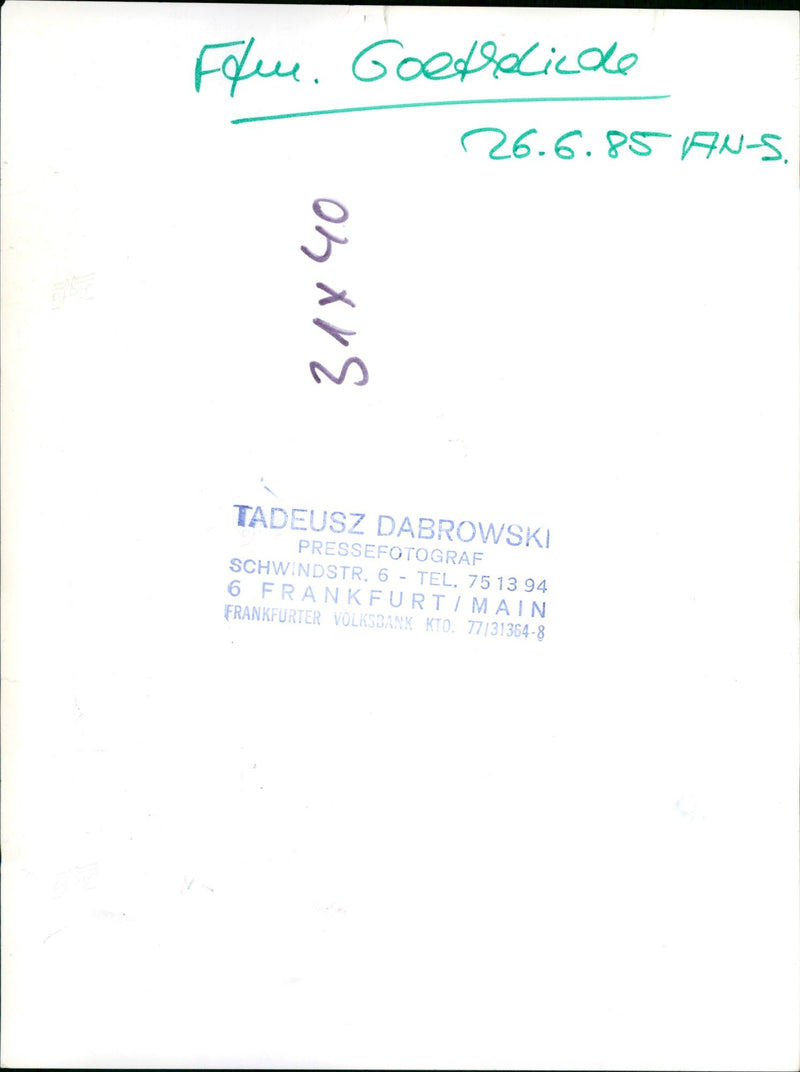 Ffm. Goethelinde
26.6.85 AN-S.
31x40
TADEUSZ DABROWSKI
PRESSEFOTOGRAF
SCHWINDSTR. 6 - TEL. 75 13 94
6 FRANKFURT/MAIN
FRANKFURTER VOLKSBANK KTO. 77/31364-8